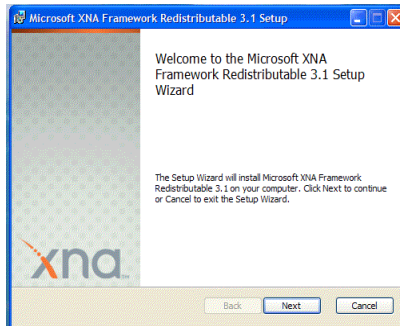 Microsoft XNA Framework Redistributable 3.1 Setup
Welcome to the Microsoft XNA
Framework Redistributable 3.1 Setup
Wizard
The Setup Wizard will install Microsoft XNA Framework
Redistributable 3.1 on your computer. Click Next to continue
or Cancel to exit the Setup Wizard.
xna
Back Next Cancel